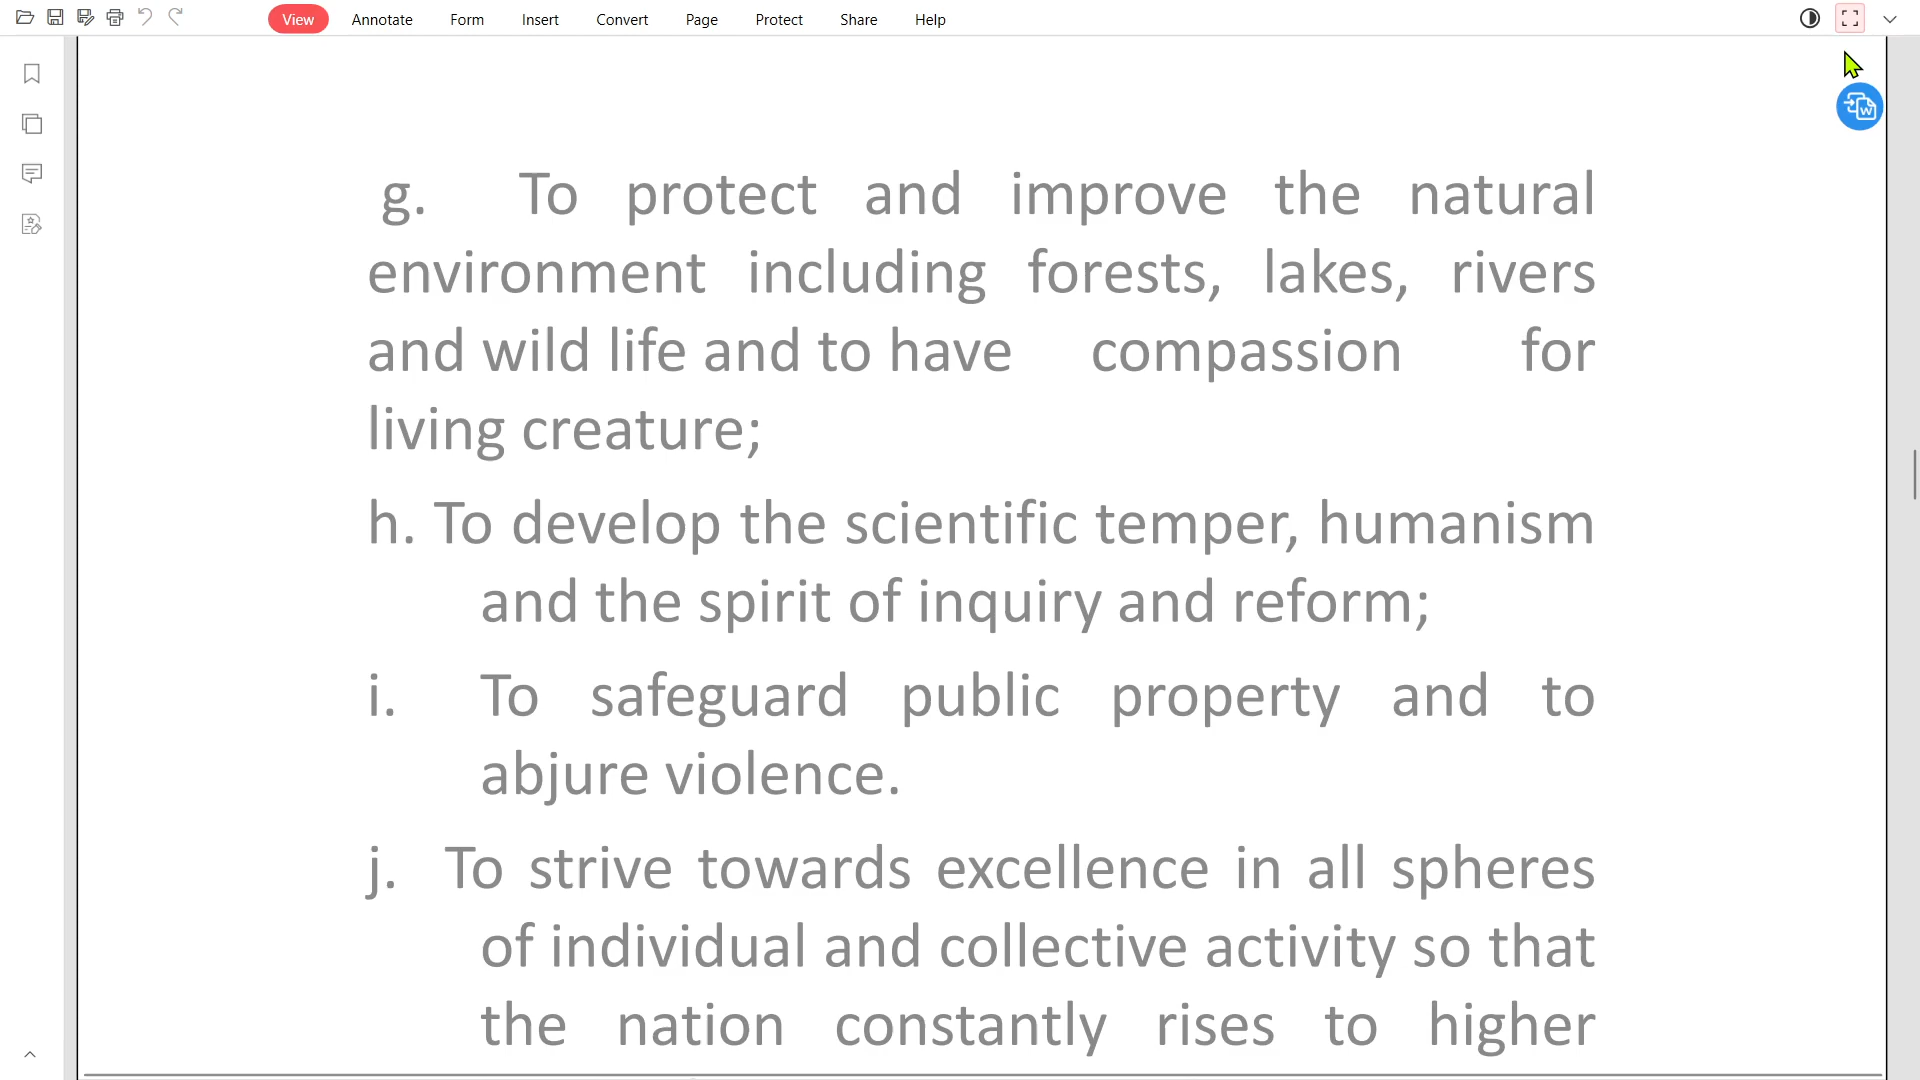 View Annotate Form Insert Convert Page Protect Share Help
g. To protect and improve the natural
environment including forests, lakes, rivers
and wild life and to have compassion for
living creature;
h. To develop the scientific temper, humanism
and the spirit of inquiry and reform;
i. To safeguard public property and to
abjure violence.
j. To strive towards excellence in all spheres
of individual and collective activity so that
the nation constantly rises to higher